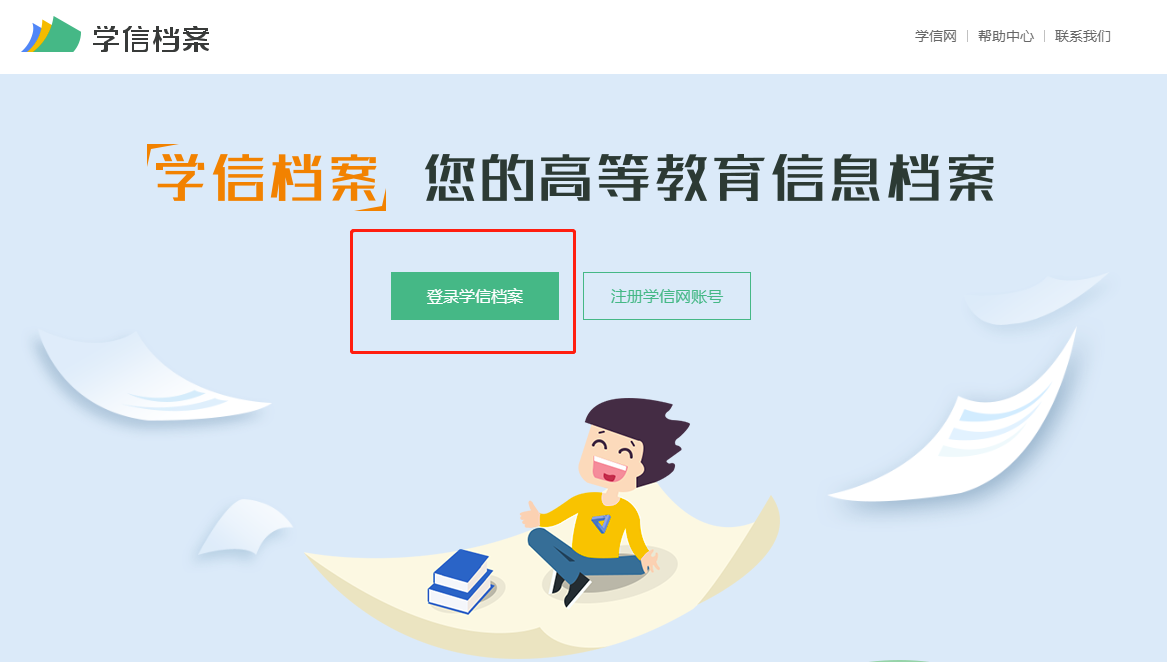 学信档案
学信网 | 帮助中心 | 联系我们
学信档案 您的高等教育信息档案
登录学信档案 注册学信网账号